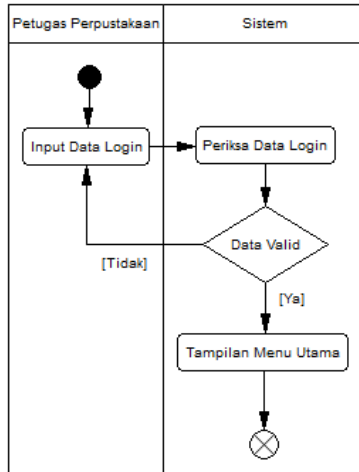 Petugas Perpustakaan
Sistem
Input Data Login
Periksa Data Login
Data Valid
[Tidak]
[Ya]
Tampilan Menu Utama